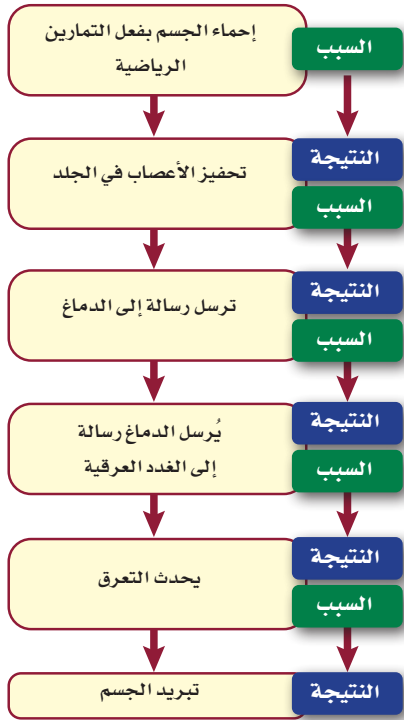 السبب
إحماء الجسم بفعل التمارين
الرياضية
النتيجة
تحفيز الأعصاب في الجلد
السبب
النتيجة
ترسل رسالة إلى الدماغ
السبب
النتيجة
يُرسل الدماغ رسالة
إلى الغدد العرقية
السبب
النتيجة
يحدث التعرق
السبب
النتيجة
تبريد الجسم